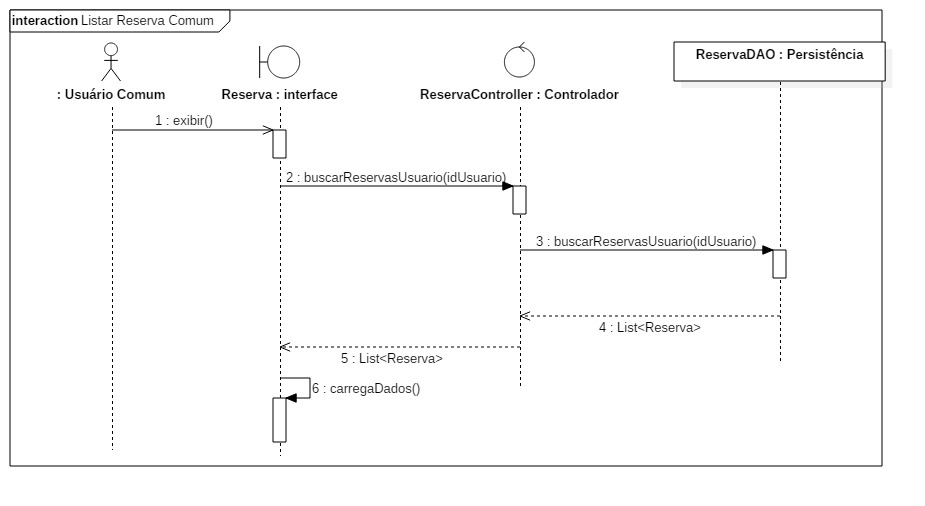 interaction Listar Reserva Comum
: Usuário Comum
Reserva : interface
ReservaController : Controlador
ReservaDAO : Persistência
1 : exibir()
2 : buscarReservasUsuario(idUsuario)
3 : buscarReservasUsuario(idUsuario)
4 : List<Reserva>
5 : List<Reserva>
6 : carregaDados()